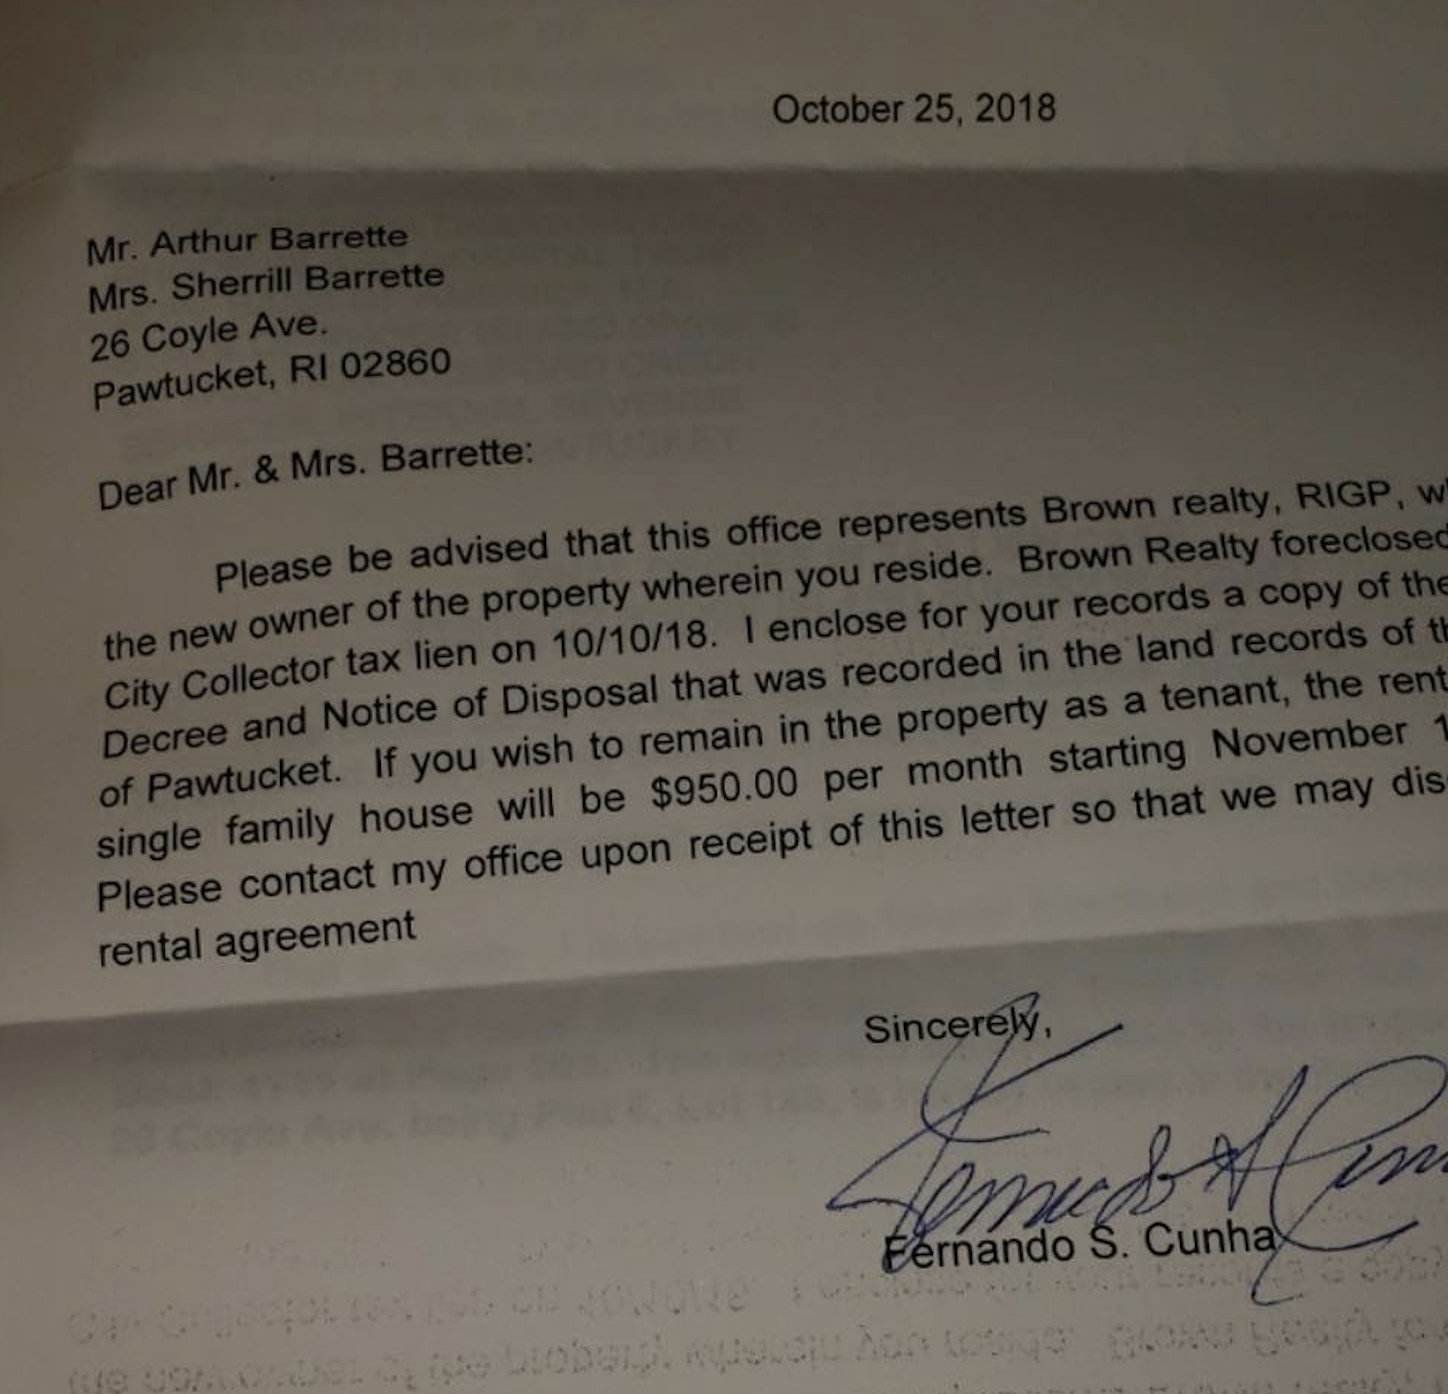 October 25, 2018
Mr. Arthur Barrette
Mrs. Sherrill Barrette
26 Coyle Ave.
Pawtucket, RI 02860
Dear Mr. & Mrs. Barrette:
Please be advised that this office represents Brown realty, RIGP,
the new owner of the property wherein you reside. Brown Realty foreclosed
City Collector tax lien on 10/10/18. I enclose for your records a copy of the
Decree and Notice of Disposal that was recorded in the land records of
of Pawtucket. If you wish to remain in the property as a tenant, the rent
single family house will be $950.00 per month starting November 1
Please contact my office upon receipt of this letter so that we may
rental agreement
Sincerely,
Fernando S. Cunha